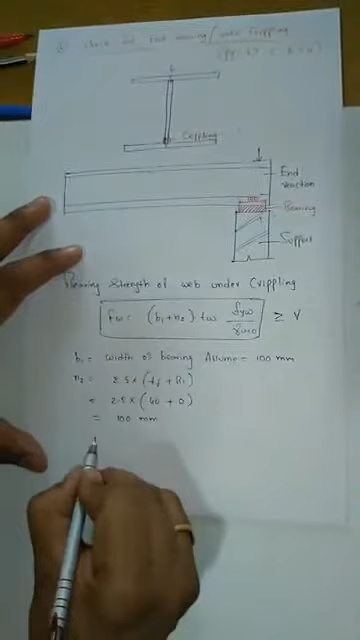 Check for end bearing / web crippling
b
Crippling
End
reaction
100
Bearing
Support
Bearing Strength of web under Crippling
Fw = (b1+n2) tw fyw/γm0 ≥ V
b1 = width of bearing Assume = 100 mm
n2 = 2.5 x (tf + R1)
= 2.5 x (40 + 0)
= 100 mm